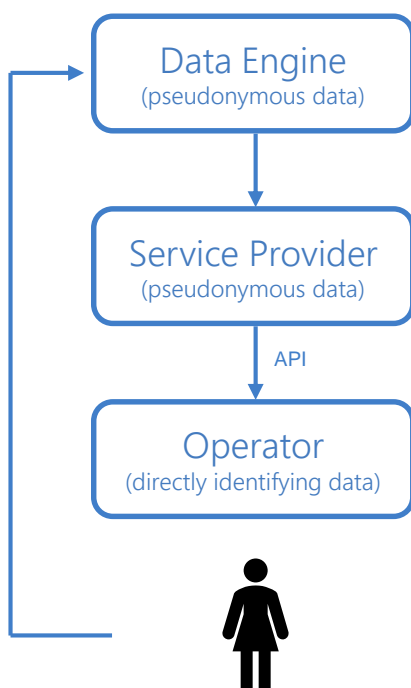 Data Engine
(pseudonymous data)
Service Provider
(pseudonymous data)
API
Operator
(directly identifying data)